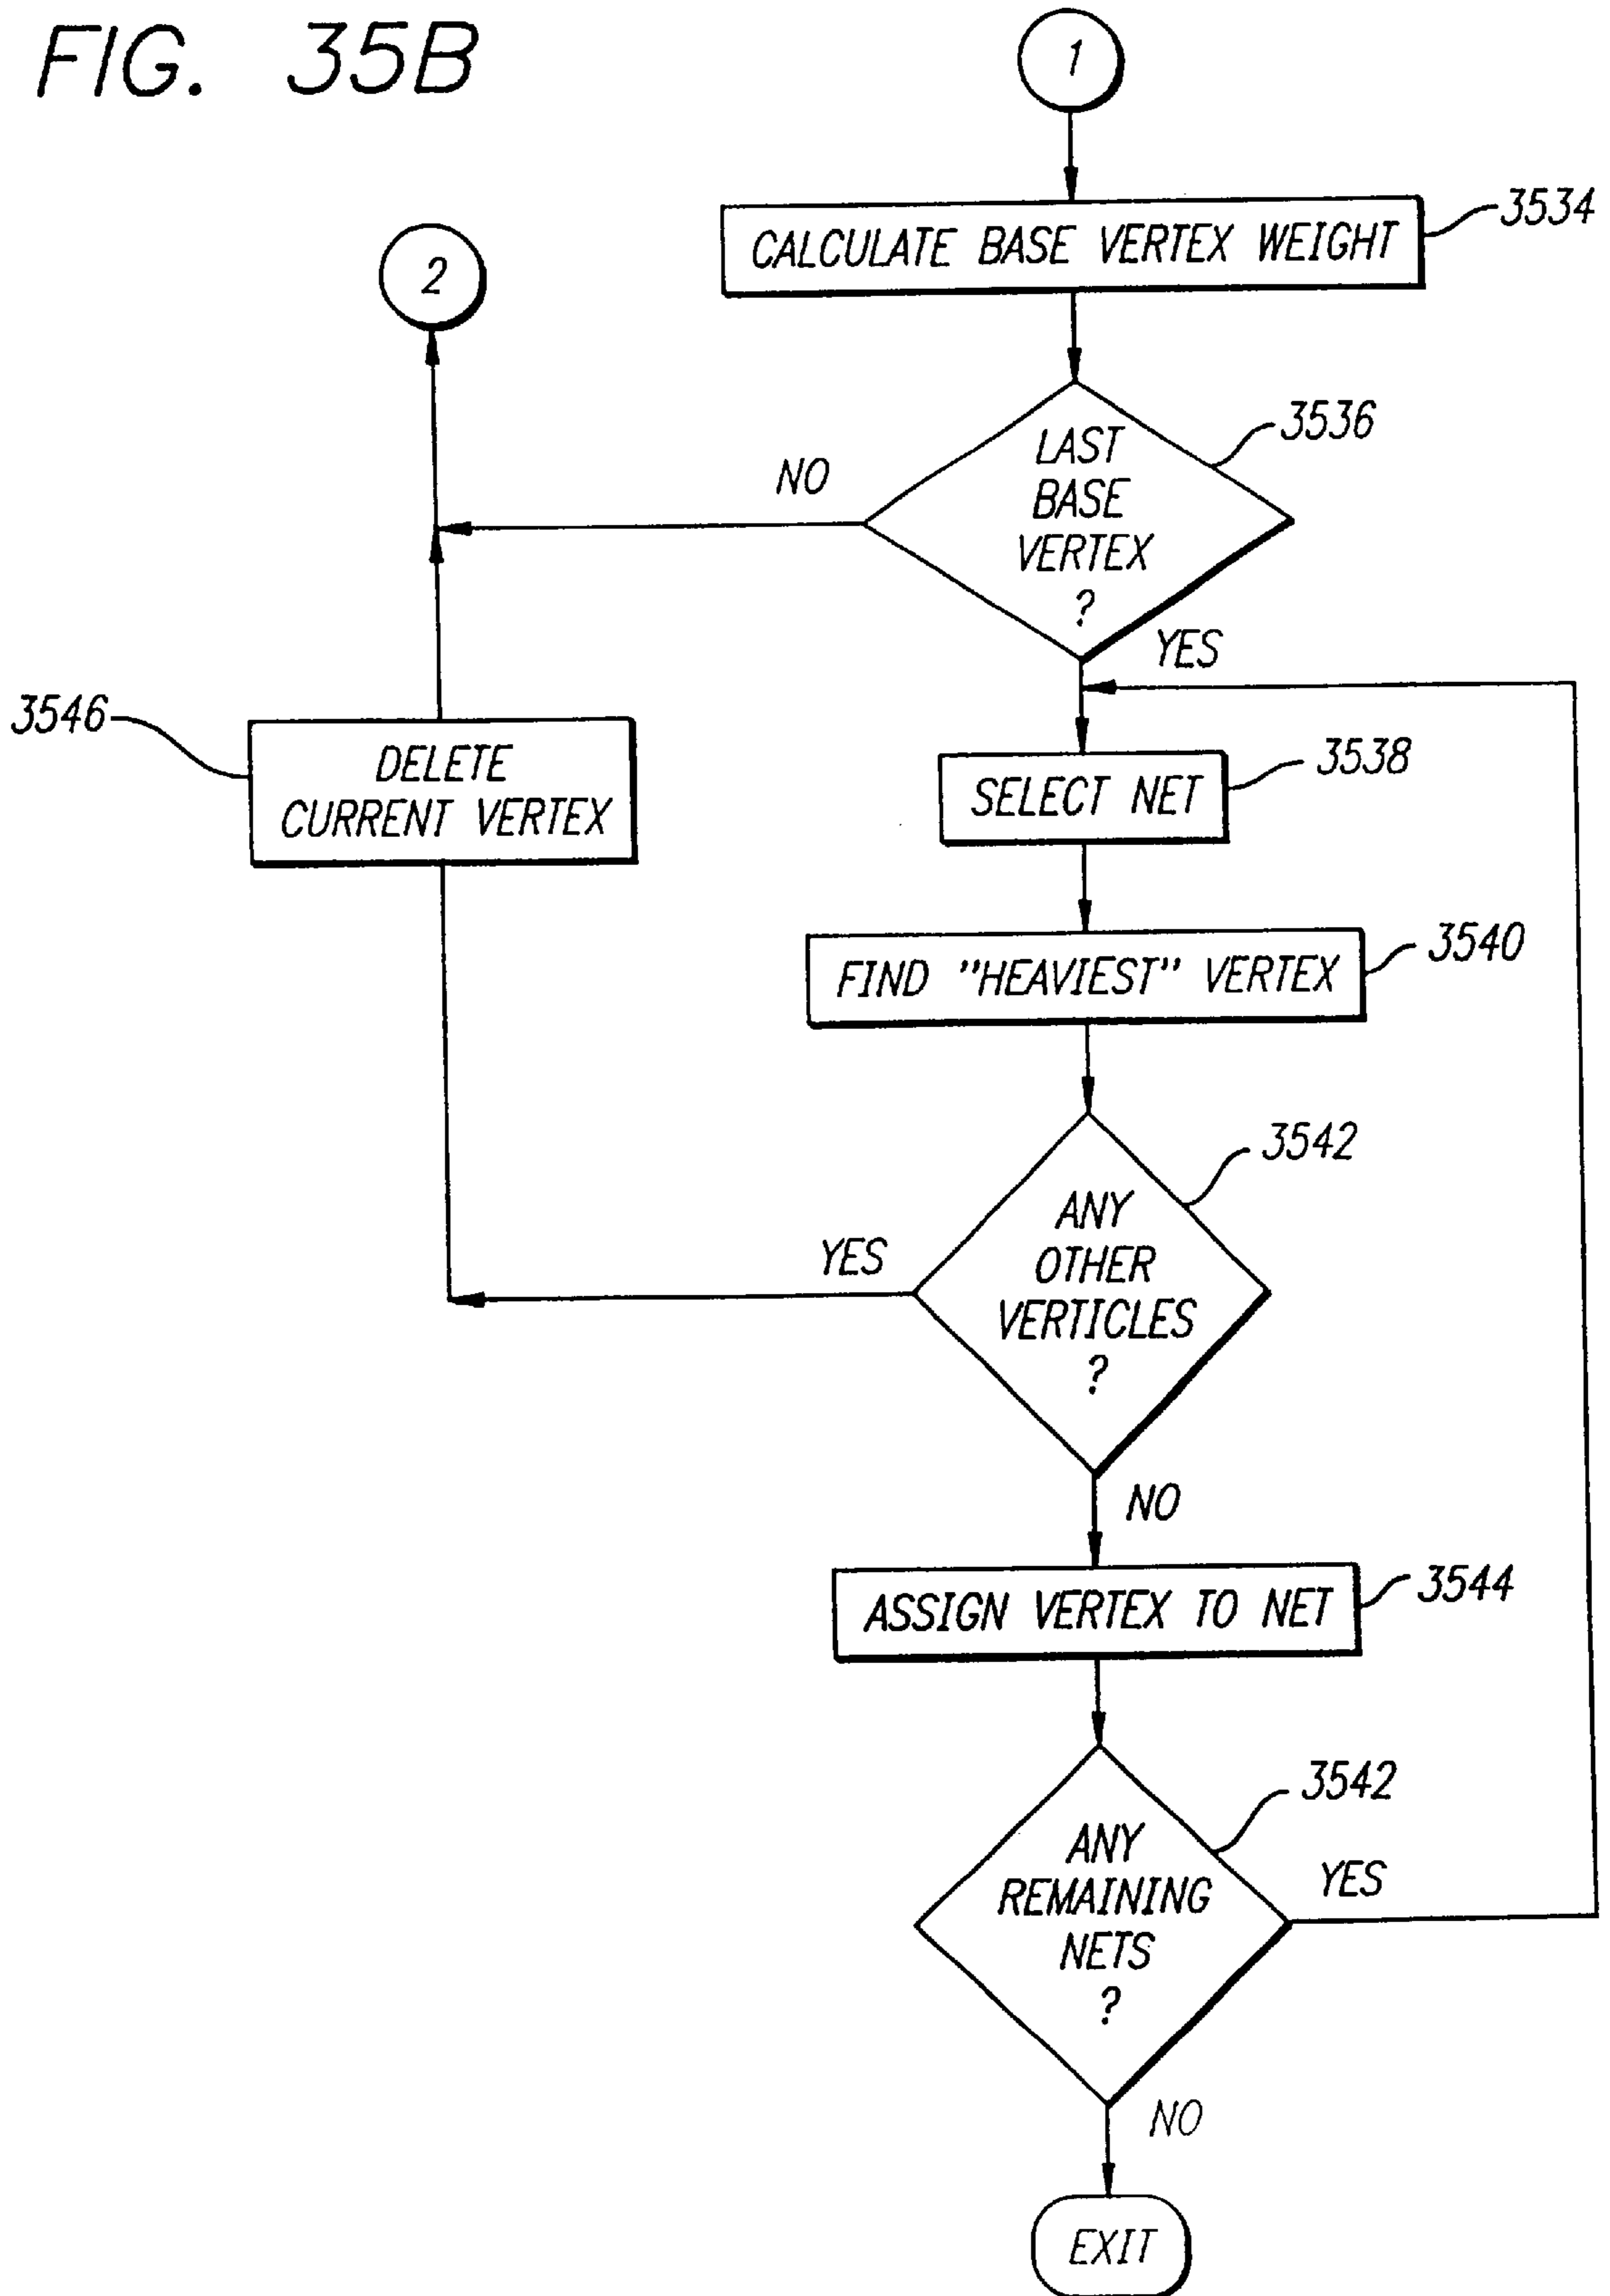 FIG. 35B
1
3534
CALCULATE BASE VERTEX WEIGHT
2
3536
LAST
BASE
VERTEX
?
NO
YES
3546
DELETE
CURRENT VERTEX
3538
SELECT NET
3540
FIND "HEAVIEST" VERTEX
3542
ANY
OTHER
VERTICLES
?
YES
NO
3544
ASSIGN VERTEX TO NET
3542
ANY
REMAINING
NETS
?
YES
NO
EXIT